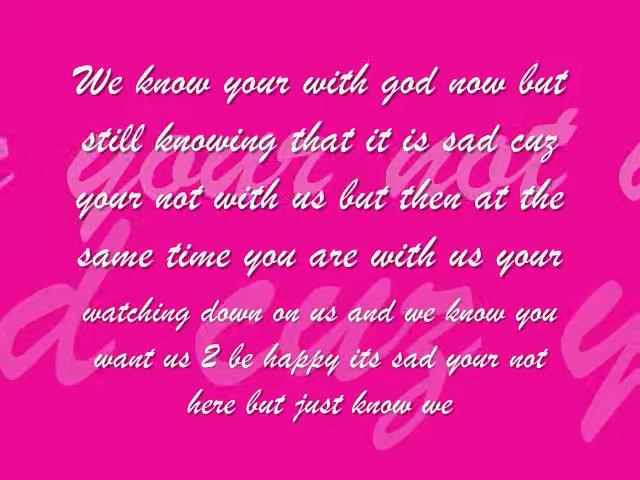 We know your with god now but
still knowing that it is sad cuz
your not with us but then at the
same time you are with us your
watching down on us and we know you
want us 2 be happy its sad your not
here but just know we